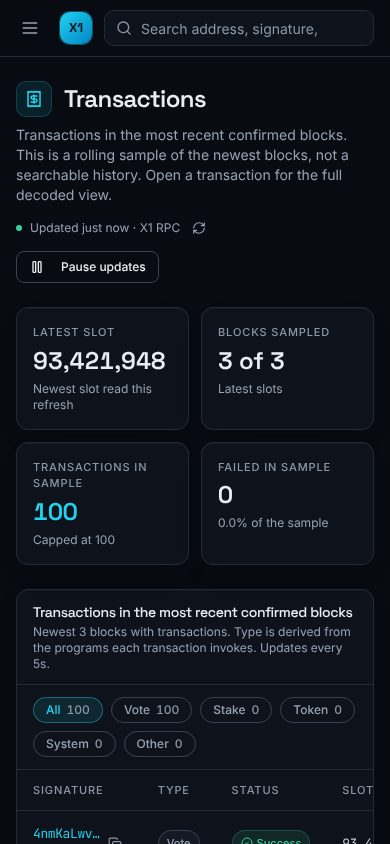 X1
Search address, signature,
Transactions
Transactions in the most recent confirmed blocks.
This is a rolling sample of the newest blocks, not a
searchable history. Open a transaction for the full
decoded view.
Updated just now · X1 RPC
Pause updates
LATEST SLOT
93,421,948
Newest slot read this
refresh
BLOCKS SAMPLED
3 of 3
Latest slots
TRANSACTIONS IN
SAMPLE
100
Capped at 100
FAILED IN SAMPLE
0
0.0% of the sample
Transactions in the most recent confirmed blocks
Newest 3 blocks with transactions. Type is derived from
the programs each transaction invokes. Updates every
5s.
All 100
Vote 100
Stake 0
Token 0
System 0
Other 0
SIGNATURE TYPE STATUS SLOT
4nmKaLwv… Vote Success 93,4